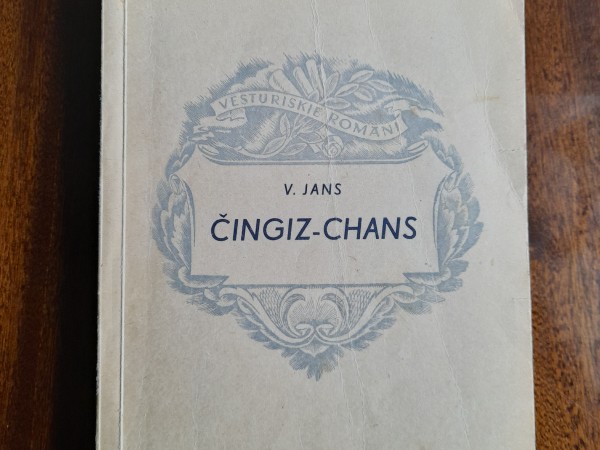 VĒSTURISKIE ROMĀNI
V. JANS
ČINGIZ-CHANS